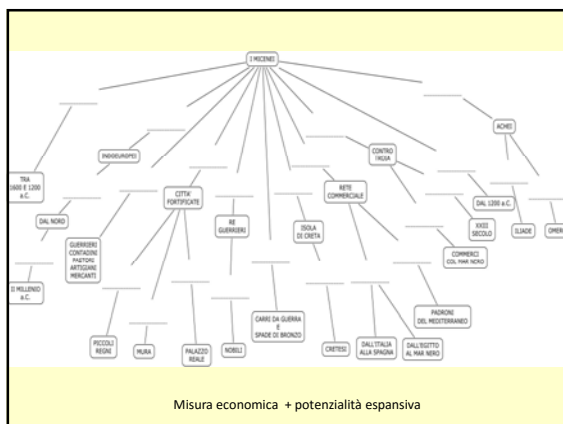 I MICENEI
ACHEI
ENDOEUROPEI
CONTRO
TROIA
TRA
1600 E 1200
a.C.
CITTA'
FORTIFICATE
RETE
COMMERCIALE
DAL 1200 a.C.
DAL NORD
RE
GUERRIERI
ISOLA
DI CRETA
XXII
SECOLO
ILIADE
OMERO
GUERRIERI
CONTADINI
PASTORI
ARTIGIANI
MERCANTI
COMMERCI
COL MAR NERO
II MILLENIO
a.C.
CARRI DA GUERRA
E
SPADE DI BRONZO
PADRONI
DEL MEDITERRANEO
PICCOLI
REGNI
MURA
PALAZZO
REALE
NOBILI
CRETESI
DALL'ITALIA
ALLA SPAGNA
DALL'EGITTO
AL MAR NERO
Misura economica + potenzialità espansiva